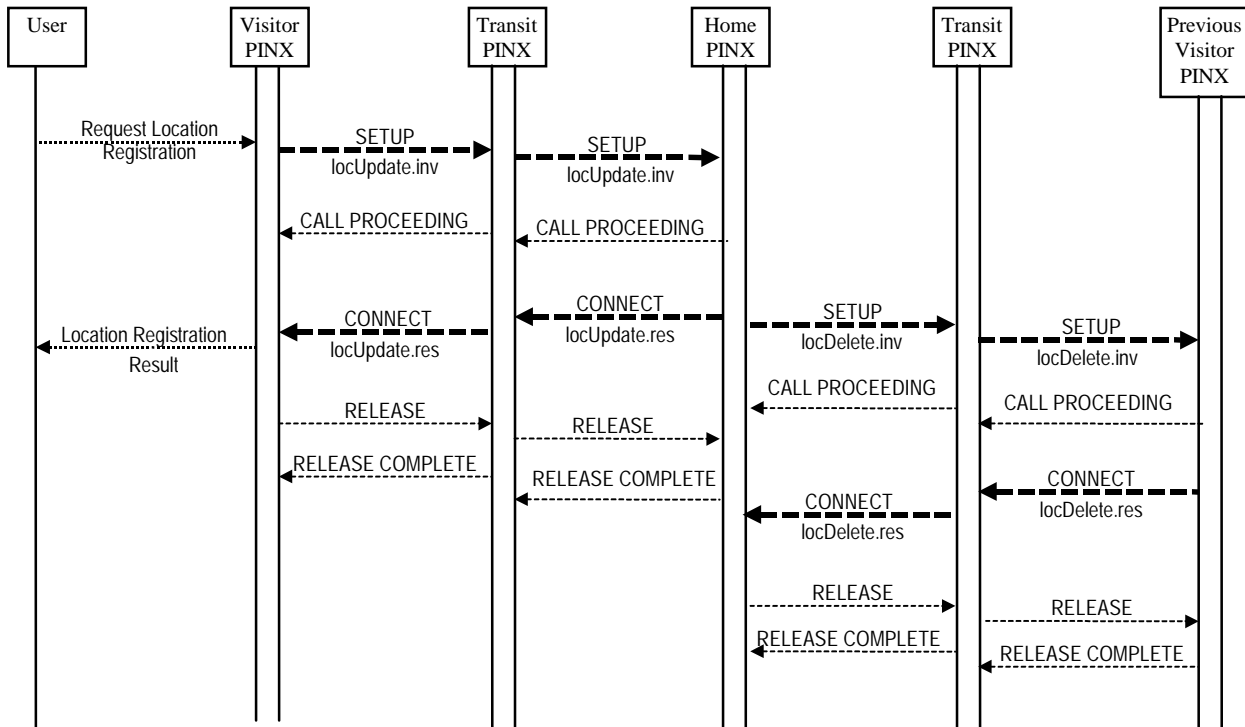 User
Visitor
PINX
Transit
PINX
Home
PINX
Transit
PINX
Previous
Visitor
PINX
Request Location
Registration
SETUP
locUpdate.inv
SETUP
locUpdate.inv
CALL PROCEEDING
CALL PROCEEDING
CONNECT
locUpdate.res
CONNECT
locUpdate.res
Location Registration
Result
SETUP
locDelete.inv
SETUP
locDelete.inv
CALL PROCEEDING
CALL PROCEEDING
RELEASE
RELEASE
RELEASE COMPLETE
RELEASE COMPLETE
CONNECT
locDelete.res
CONNECT
locDelete.res
RELEASE
RELEASE
RELEASE COMPLETE
RELEASE COMPLETE